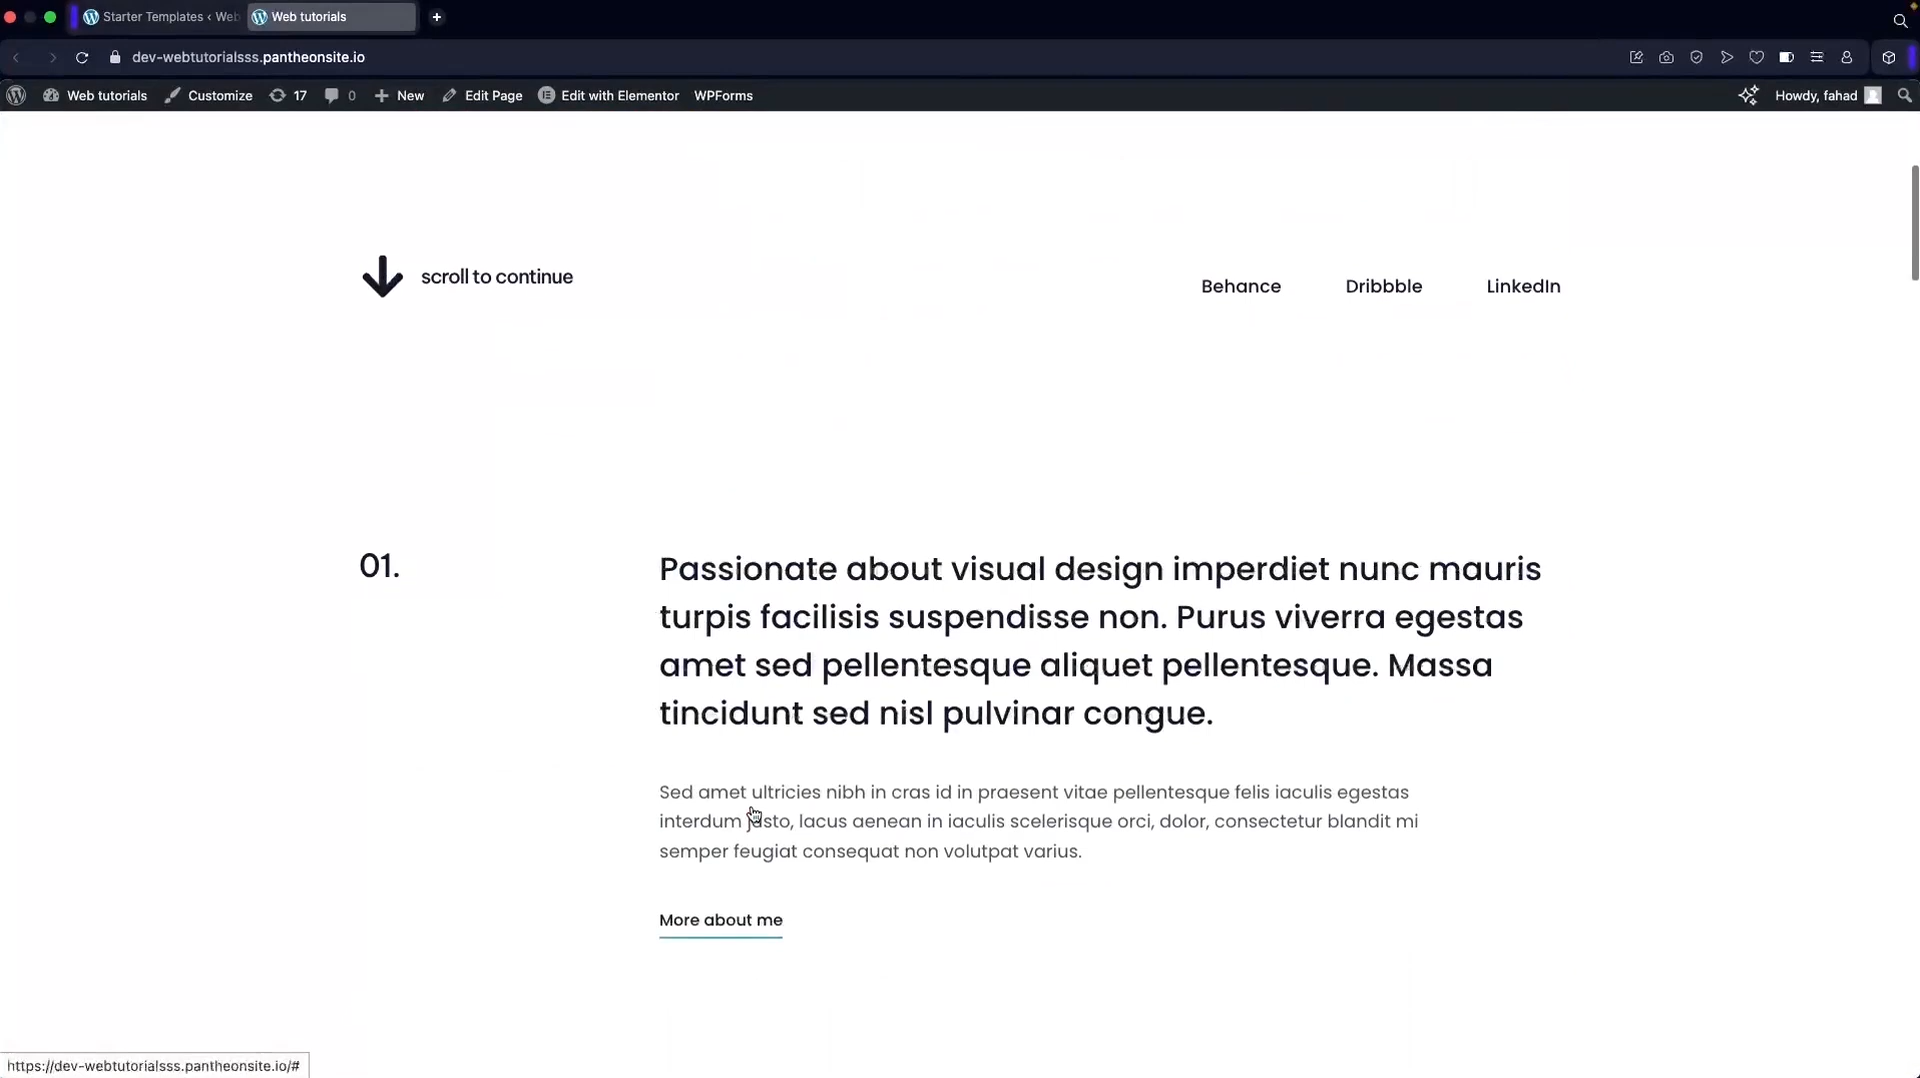 Starter Templates ‹ Web
Web tutorials
dev-webtutorialsss.pantheonsite.io
Web tutorials
Customize
17
0
New
Edit Page
Edit with Elementor
WPForms
Howdy, fahad
scroll to continue
Behance
Dribbble
LinkedIn
01.
Passionate about visual design imperdiet nunc mauris
turpis facilisis suspendisse non. Purus viverra egestas
amet sed pellentesque aliquet pellentesque. Massa
tincidunt sed nisl pulvinar congue.
Sed amet ultricies nibh in cras id in praesent vitae pellentesque felis iaculis egestas
interdum justo, lacus aenean in iaculis scelerisque orci, dolor, consectetur blandit mi
semper feugiat consequat non volutpat varius.
More about me
https://dev-webtutorialsss.pantheonsite.io/#